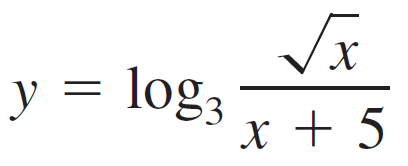 y = log₃ √x / (x + 5)